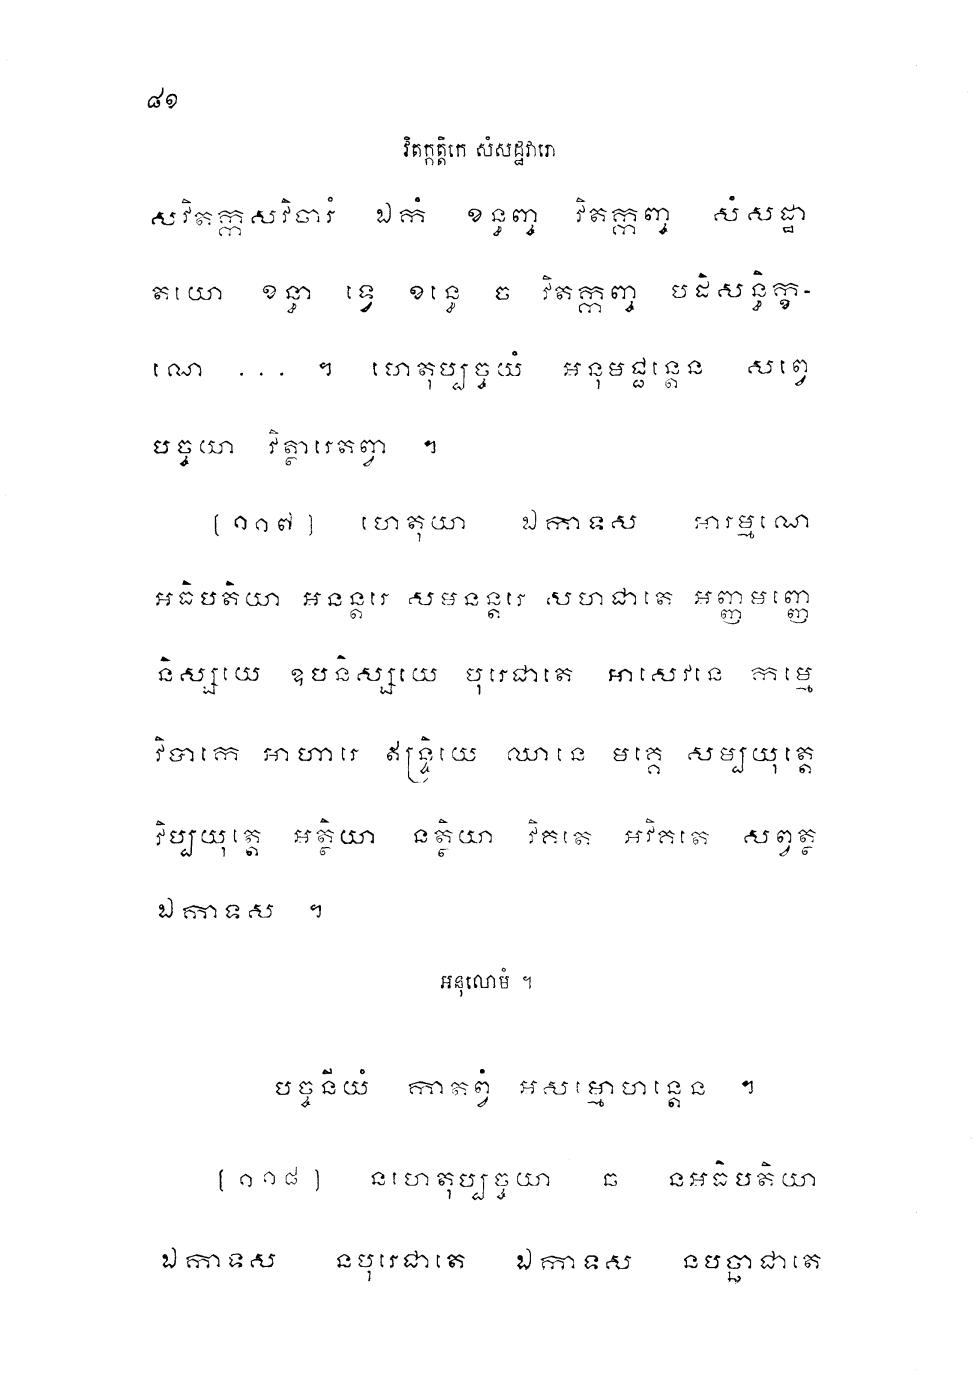 ៨១
វិតក្កត្តិកេ សំសដ្ឋវារោ
សវិតក្កសវិចារំ ឯកំ ខន្ធញ្ច វិតក្កញ្ច សំសដ្ឋា
តយោ ខន្ធា ទ្វេ ខន្ធេ ច វិតក្កញ្ច បដិសន្ធិក្ខ-
ណេ ... ។ ហេតុប្បច្ចយំ អនុមជ្ជន្តេន សព្វេ
បច្ចយា វិត្ថារេតព្វា ។
[១១៧] ហេតុយា ឯកាទស អារម្មណេ
អធិបតិយា អនន្តរេ សមនន្តរេ សហជាតេ អញ្ញមញ្ញេ
និស្សយេ ឧបនិស្សយេ បុរេជាតេ អាសេវនេ កម្មេ
វិបាកេ អាហារេ ឥន្ទ្រិយេ ឈានេ មគ្គេ សម្បយុត្តេ
វិប្បយុត្តេ អត្ថិយា នត្ថិយា វិគតេ អវិគតេ សព្វត្ថ
ឯកាទស ។
អនុលោមំ ។
បច្ចនីយំ កាតព្វំ អសម្មោហន្តេន ។
[១១៨] នហេតុប្បច្ចយា ច នអធិបតិយា
ឯកាទស នបុរេជាតេ ឯកាទស នបច្ឆាជាតេ